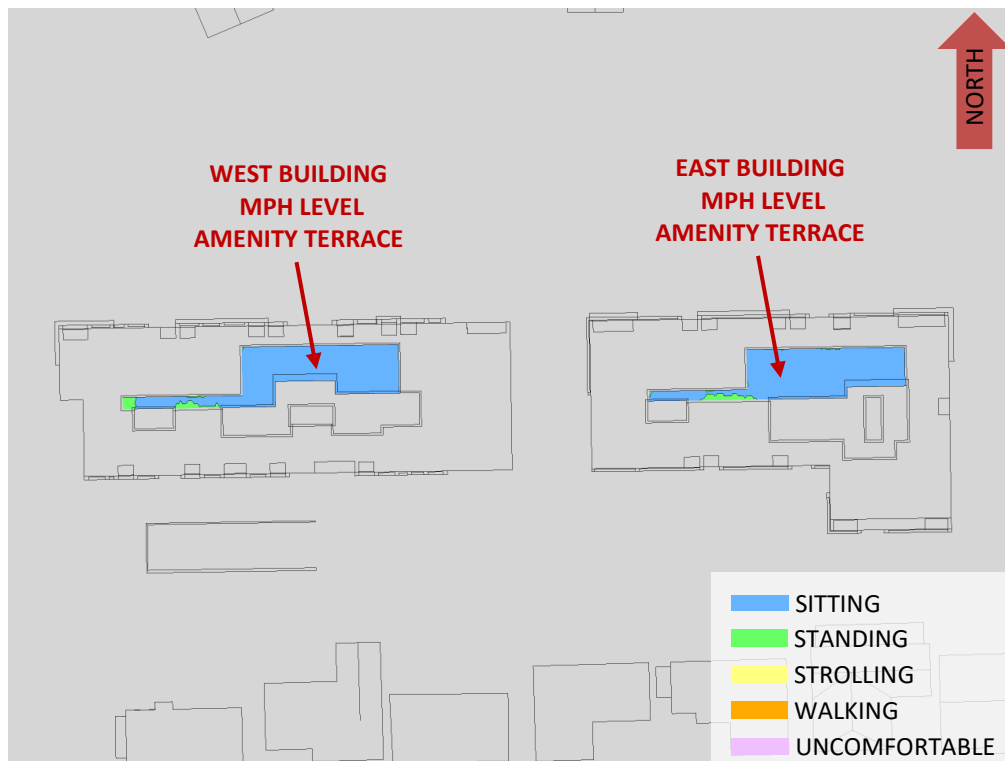 NORTH
WEST BUILDING
MPH LEVEL
AMENITY TERRACE
EAST BUILDING
MPH LEVEL
AMENITY TERRACE
SITTING
STANDING
STROLLING
WALKING
UNCOMFORTABLE